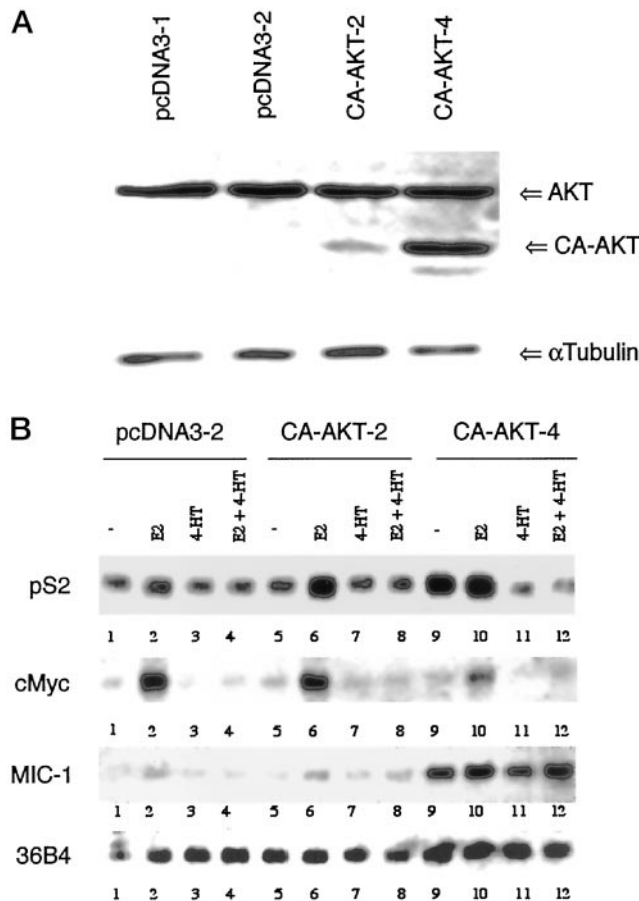 A
pcDNA3-1
pcDNA3-2
CA-AKT-2
CA-AKT-4
⇐ AKT
⇐ CA-AKT
⇐ αTubulin
B
pcDNA3-2 CA-AKT-2 CA-AKT-4
- E2 4-HT E2 + 4-HT - E2 4-HT E2 + 4-HT - E2 4-HT E2 + 4-HT
pS2
1 2 3 4 5 6 7 8 9 10 11 12
cMyc
1 2 3 4 5 6 7 8 9 10 11 12
MIC-1
1 2 3 4 5 6 7 8 9 10 11 12
36B4
1 2 3 4 5 6 7 8 9 10 11 12